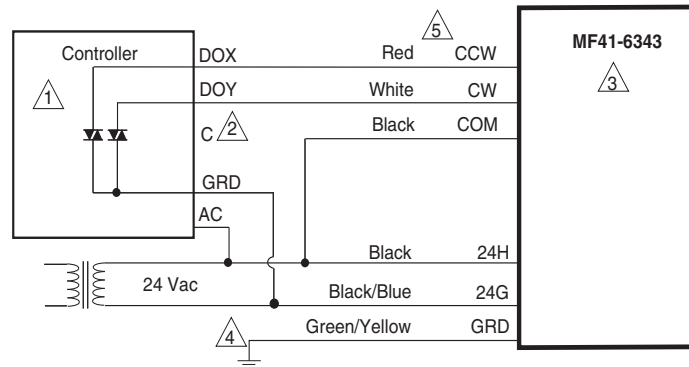 5
Controller DOX Red CCW MF41-6343
1 3
DOY White CW
C 2 Black COM
GRD
AC
Black 24H
24 Vac
Black/Blue 24G
4 Green/Yellow GRD